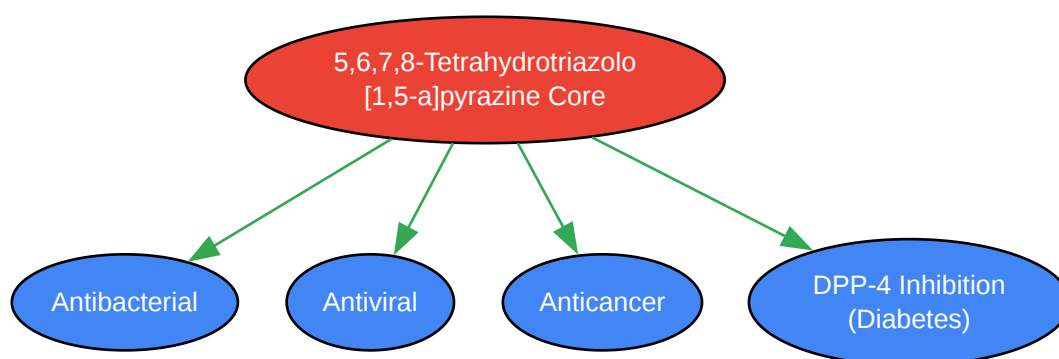 5,6,7,8-Tetrahydrotriazolo
[1,5-a]pyrazine Core
Antibacterial
Antiviral
Anticancer
DPP-4 Inhibition
(Diabetes)